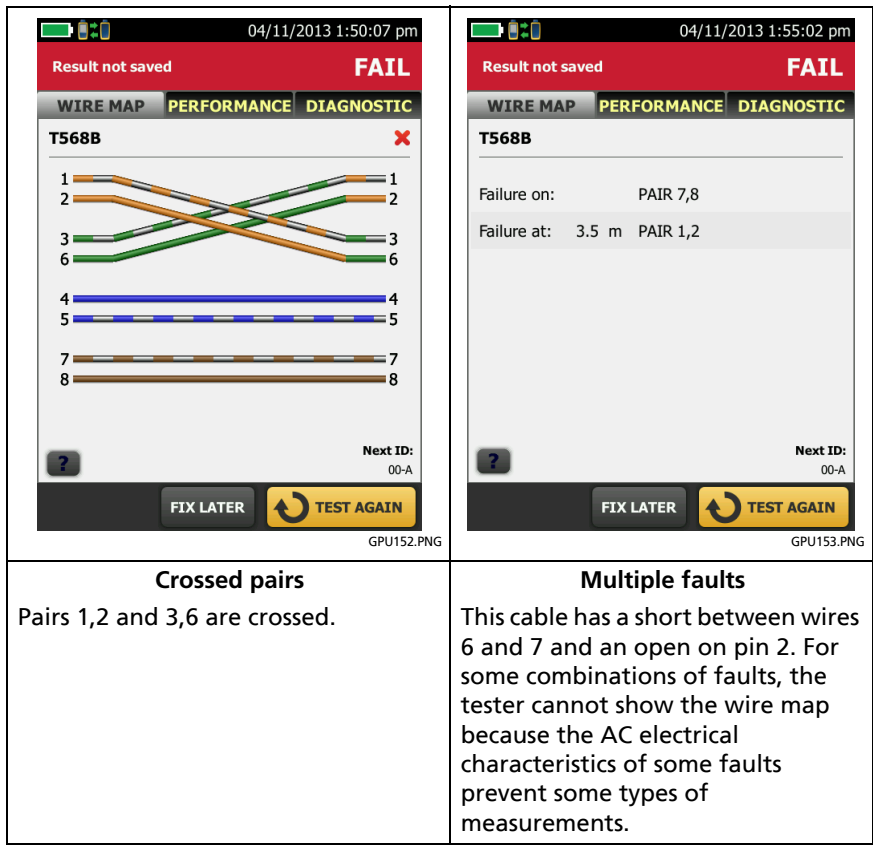 04/11/2013 1:50:07 pm
Result not saved FAIL
WIRE MAP PERFORMANCE DIAGNOSTIC
T568B
1 1
2 2
3 3
6 6
4 4
5 5
7 7
8 8
?
Next ID:
00-A
FIX LATER TEST AGAIN
GPU152.PNG
Crossed pairs
Pairs 1,2 and 3,6 are crossed.
04/11/2013 1:55:02 pm
Result not saved FAIL
WIRE MAP PERFORMANCE DIAGNOSTIC
T568B
Failure on: PAIR 7,8
Failure at: 3.5 m PAIR 1,2
?
Next ID:
00-A
FIX LATER TEST AGAIN
GPU153.PNG
Multiple faults
This cable has a short between wires
6 and 7 and an open on pin 2. For
some combinations of faults, the
tester cannot show the wire map
because the AC electrical
characteristics of some faults
prevent some types of
measurements.